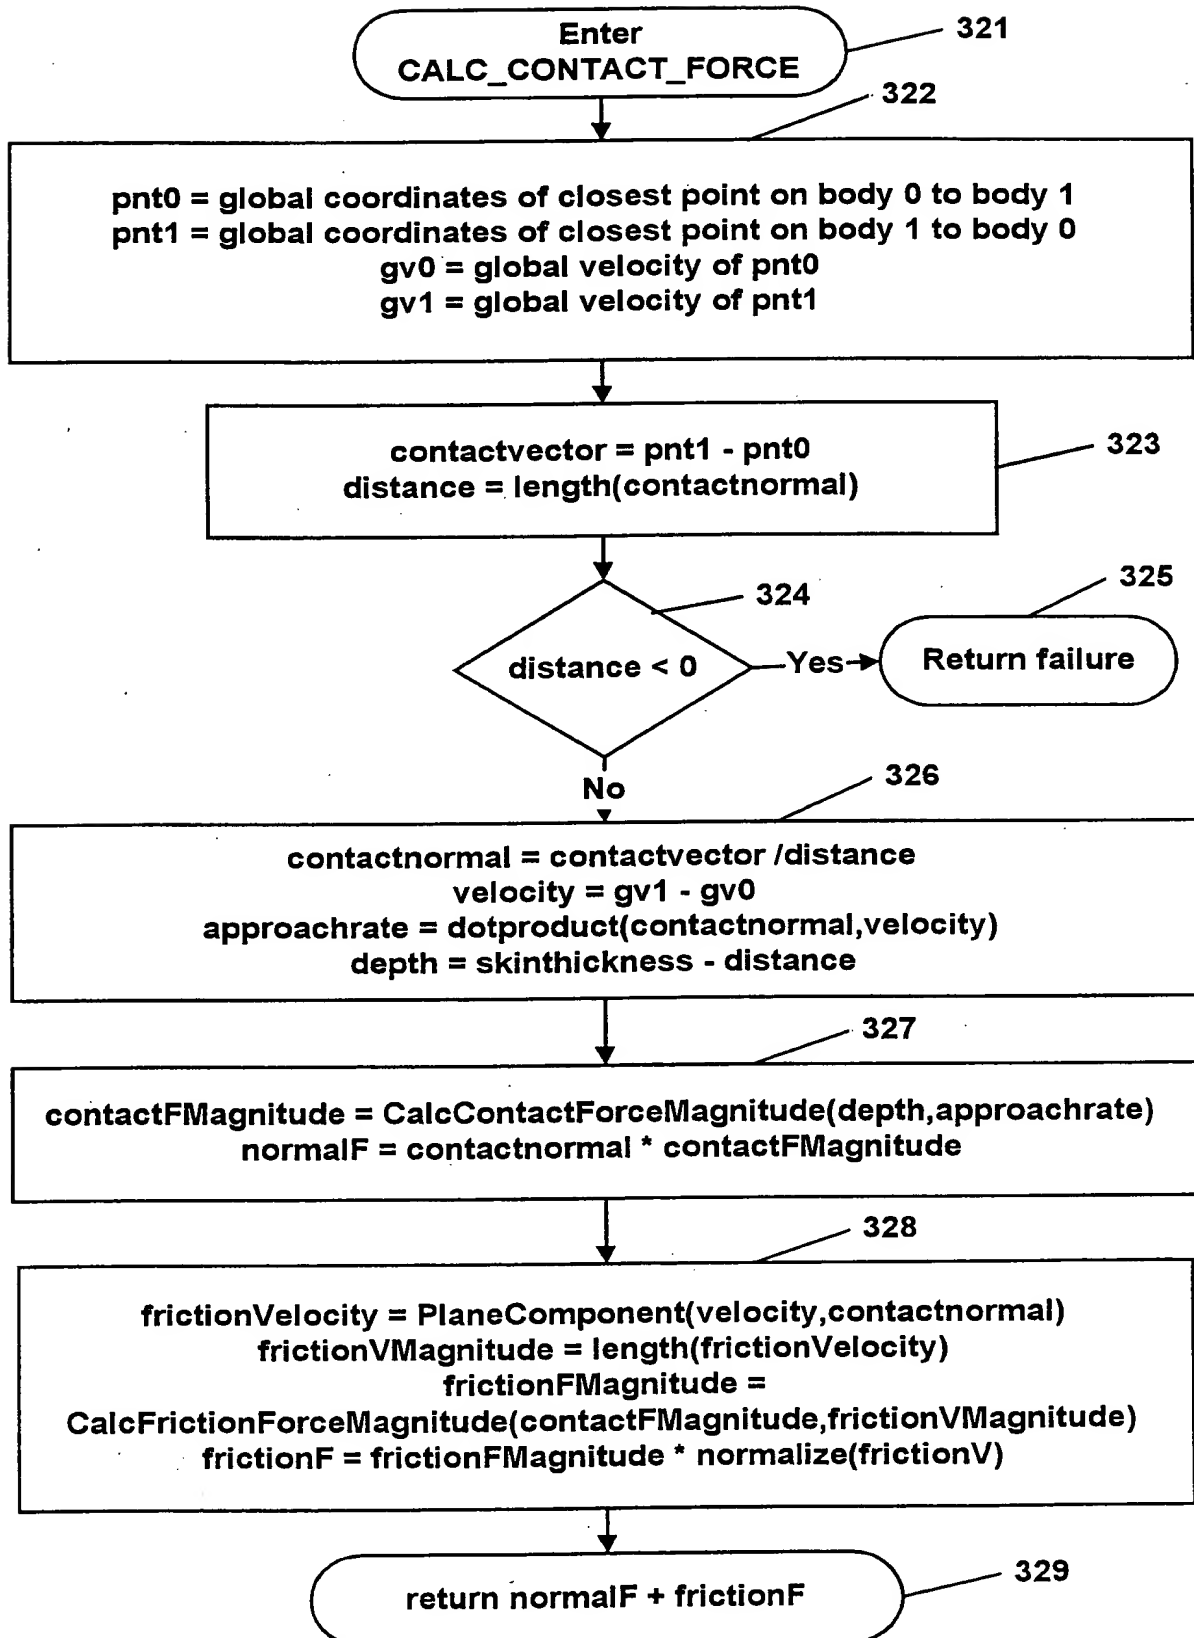 Enter
CALC_CONTACT_FORCE
321
322
pnt0 = global coordinates of closest point on body 0 to body 1
pnt1 = global coordinates of closest point on body 1 to body 0
gv0 = global velocity of pnt0
gv1 = global velocity of pnt1
contactvector = pnt1 - pnt0
distance = length(contactnormal)
323
324
distance < 0
Yes
325
Return failure
No
326
contactnormal = contactvector /distance
velocity = gv1 - gv0
approachrate = dotproduct(contactnormal,velocity)
depth = skinthickness - distance
327
contactFMagnitude = CalcContactForceMagnitude(depth,approachrate)
normalF = contactnormal * contactFMagnitude
328
frictionVelocity = PlaneComponent(velocity,contactnormal)
frictionVMagnitude = length(frictionVelocity)
frictionFMagnitude =
CalcFrictionForceMagnitude(contactFMagnitude,frictionVMagnitude)
frictionF = frictionFMagnitude * normalize(frictionV)
return normalF + frictionF
329